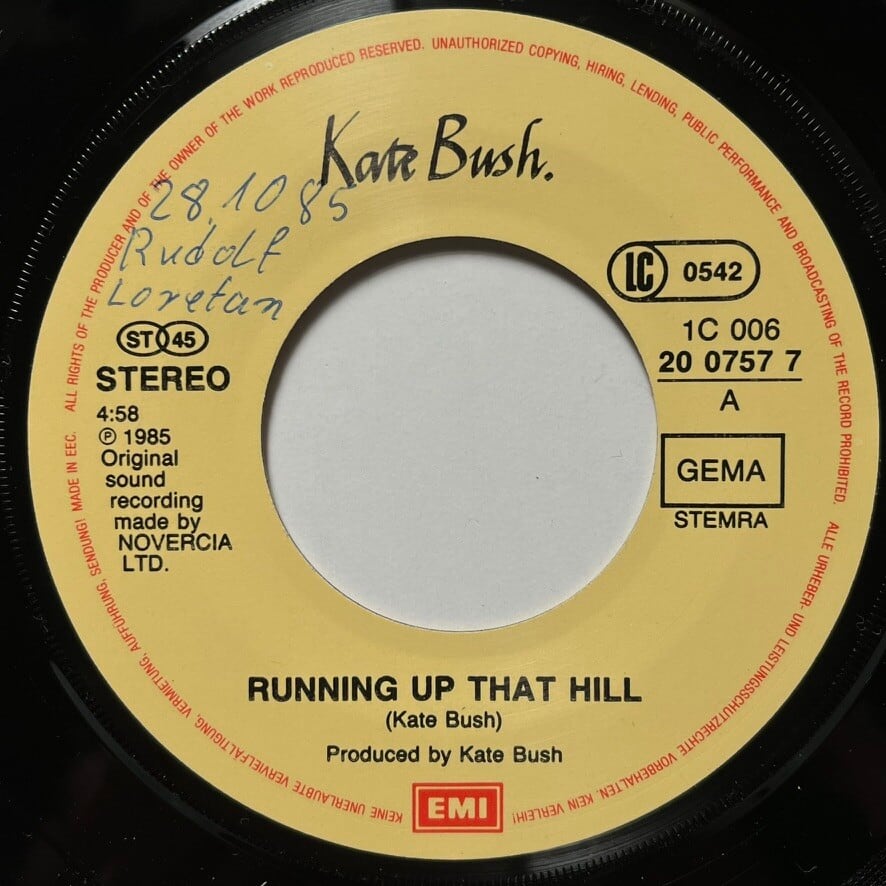 ALL RIGHTS OF THE PRODUCER AND OF THE OWNER OF THE WORK REPRODUCED RESERVED. UNAUTHORIZED COPYING, HIRING, LENDING, PUBLIC PERFORMANCE AND BROADCASTING OF THE RECORD PROHIBITED.
ALLE URHEBER- UND LEISTUNGSSCHUTZRECHTE VORBEHALTEN. KEIN VERLEIH!
KEINE UNERLAUBTE VERVIELFÄLTIGUNG, VERMIETUNG, AUFFÜHRUNG, SENDUNG! MADE IN EEC.
Kate Bush.
28.10 85
Rudolf
Loretan
ST 45
STEREO
4:58
℗ 1985
Original
sound
recording
made by
NOVERCIA
LTD.
LC 0542
1C 006
20 0757 7
A
GEMA
STEMRA
RUNNING UP THAT HILL
(Kate Bush)
Produced by Kate Bush
EMI